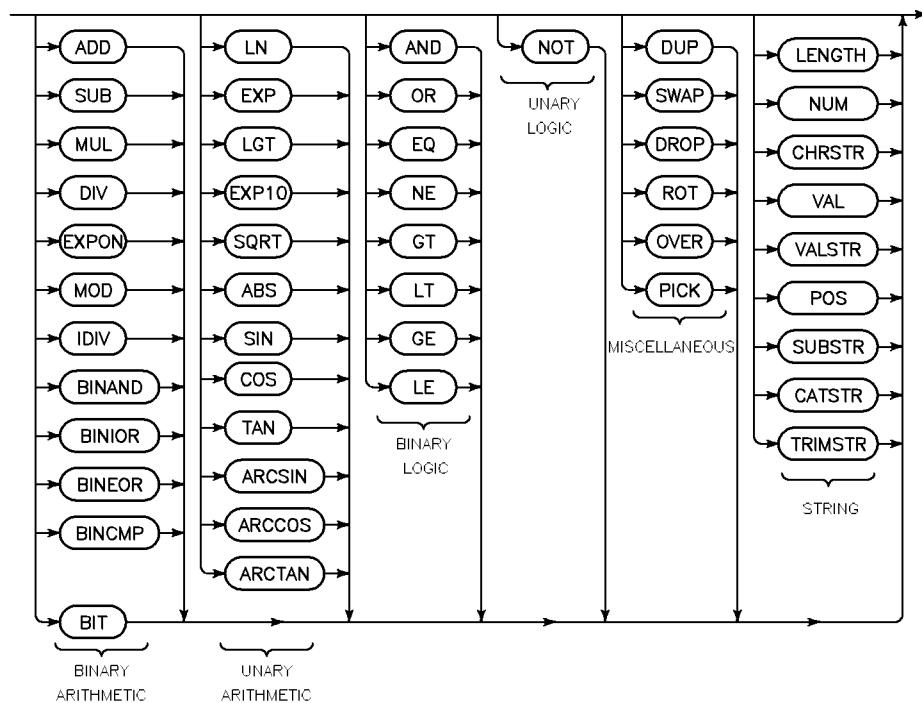 ADD
SUB
MUL
DIV
EXPON
MOD
IDIV
BINAND
BINIOR
BINEOR
BINCMP
BIT
BINARY
ARITHMETIC
LN
EXP
LGT
EXP10
SQRT
ABS
SIN
COS
TAN
ARCSIN
ARCCOS
ARCTAN
UNARY
ARITHMETIC
AND
OR
EQ
NE
GT
LT
GE
LE
BINARY
LOGIC
NOT
UNARY
LOGIC
DUP
SWAP
DROP
ROT
OVER
PICK
MISCELLANEOUS
LENGTH
NUM
CHRSTR
VAL
VALSTR
POS
SUBSTR
CATSTR
TRIMSTR
STRING